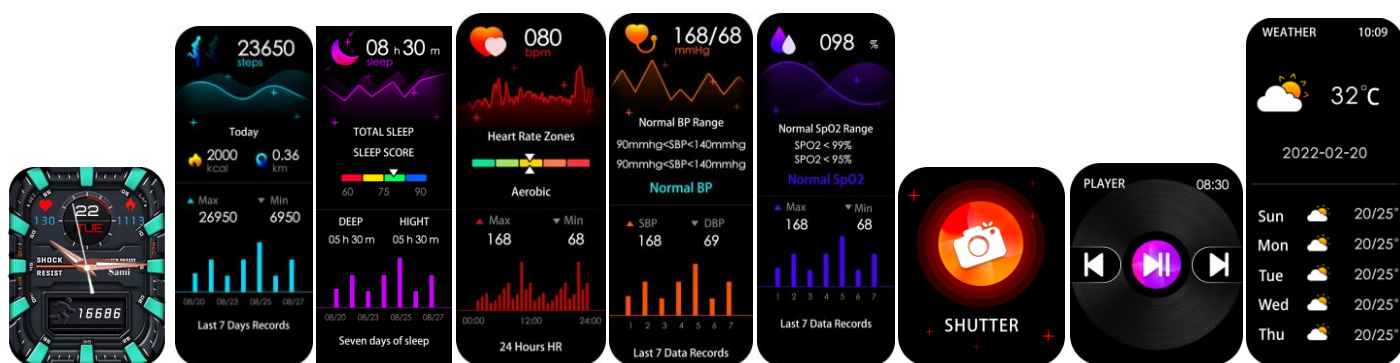 22
TUE
130
1113
SHOCK
RESIST
Sami
16686
23650
steps
Today
2000
kcal
0.36
km
Max
Min
26950
6950
08/20 08/23 08/25 08/27
Last 7 Days Records
08 h 30 m
sleep
TOTAL SLEEP
SLEEP SCORE
60 75 90
DEEP
HIGHT
05 h 30 m
05 h 30 m
08/20 08/23 08/25 08/27
Seven days of sleep
080
bpm
Heart Rate Zones
Aerobic
Max
Min
168
68
00:00 12:00 24:00
24 Hours HR
168/68
mmHg
Normal BP Range
90mmhg<SBP<140mmhg
90mmhg<SBP<140mmhg
Normal BP
SBP
DBP
168
69
1 2 3 4 5 6 7
Last 7 Data Records
098 %
Normal SpO2 Range
SPO2 < 99%
SPO2 < 95%
Normal SpO2
Max
Min
168
68
1 2 3 4 5 6 7
Last 7 Data Records
SHUTTER
PLAYER 08:30
WEATHER 10:09
32°C
2022-02-20
Sun 20/25°
Mon 20/25°
Tue 20/25°
Wed 20/25°
Thu 20/25°